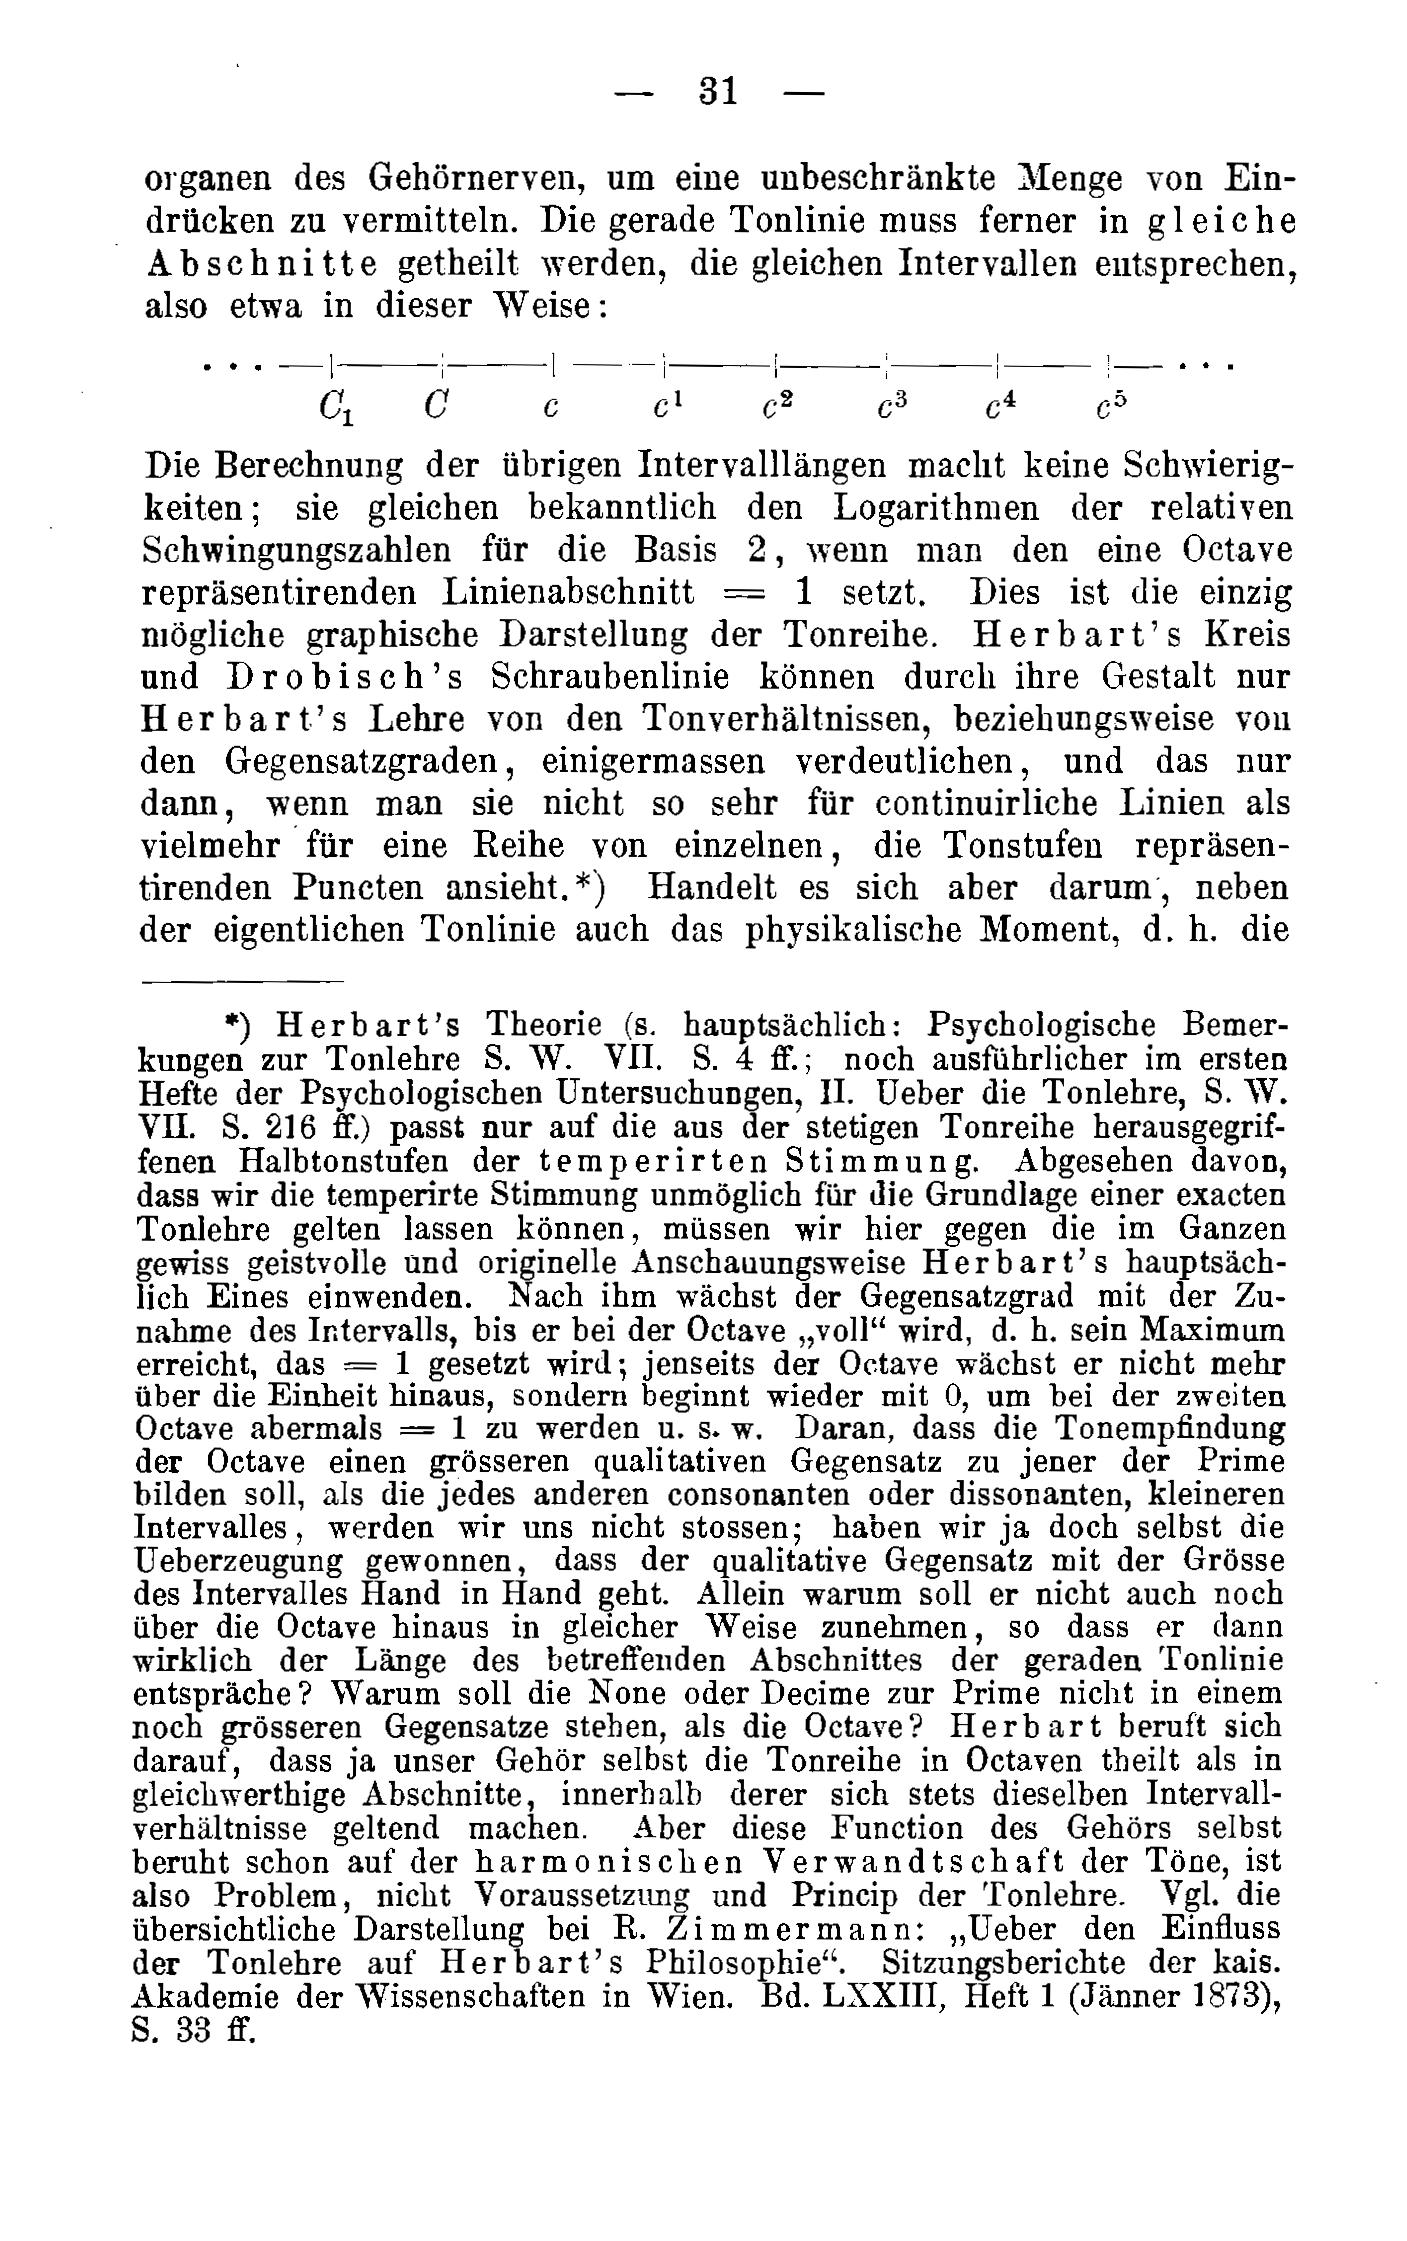 — 31 —
organen des Gehörnerven, um eine unbeschränkte Menge von Ein-
drücken zu vermitteln. Die gerade Tonlinie muss ferner in gleiche
Abschnitte getheilt werden, die gleichen Intervallen entsprechen,
also etwa in dieser Weise:
C₁ C c c¹ c² c³ c⁴ c⁵
Die Berechnung der übrigen Intervalllängen macht keine Schwierig-
keiten; sie gleichen bekanntlich den Logarithmen der relativen
Schwingungszahlen für die Basis 2, wenn man den eine Octave
repräsentirenden Linienabschnitt = 1 setzt. Dies ist die einzig
mögliche graphische Darstellung der Tonreihe. Herbart's Kreis
und Drobisch's Schraubenlinie können durch ihre Gestalt nur
Herbart's Lehre von den Tonverhältnissen, beziehungsweise von
den Gegensatzgraden, einigermassen verdeutlichen, und das nur
dann, wenn man sie nicht so sehr für continuirliche Linien als
vielmehr für eine Reihe von einzelnen, die Tonstufen repräsen-
tirenden Puncten ansieht.*) Handelt es sich aber darum, neben
der eigentlichen Tonlinie auch das physikalische Moment, d. h. die
*) Herbart's Theorie (s. hauptsächlich: Psychologische Bemer-
kungen zur Tonlehre S. W. VII. S. 4 ff.; noch ausführlicher im ersten
Hefte der Psychologischen Untersuchungen, II. Ueber die Tonlehre, S. W.
VII. S. 216 ff.) passt nur auf die aus der stetigen Tonreihe herausgegrif-
fenen Halbtonstufen der temperirten Stimmung. Abgesehen davon,
dass wir die temperirte Stimmung unmöglich für die Grundlage einer exacten
Tonlehre gelten lassen können, müssen wir hier gegen die im Ganzen
gewiss geistvolle und originelle Anschauungsweise Herbart's hauptsäch-
lich Eines einwenden. Nach ihm wächst der Gegensatzgrad mit der Zu-
nahme des Intervalls, bis er bei der Octave „voll“ wird, d. h. sein Maximum
erreicht, das = 1 gesetzt wird; jenseits der Octave wächst er nicht mehr
über die Einheit hinaus, sondern beginnt wieder mit 0, um bei der zweiten
Octave abermals = 1 zu werden u. s. w. Daran, dass die Tonempfindung
der Octave einen grösseren qualitativen Gegensatz zu jener der Prime
bilden soll, als die jedes anderen consonanten oder dissonanten, kleineren
Intervalles, werden wir uns nicht stossen; haben wir ja doch selbst die
Ueberzeugung gewonnen, dass der qualitative Gegensatz mit der Grösse
des Intervalles Hand in Hand geht. Allein warum soll er nicht auch noch
über die Octave hinaus in gleicher Weise zunehmen, so dass er dann
wirklich der Länge des betreffenden Abschnittes der geraden Tonlinie
entspräche? Warum soll die None oder Decime zur Prime nicht in einem
noch grösseren Gegensatze stehen, als die Octave? Herbart beruft sich
darauf, dass ja unser Gehör selbst die Tonreihe in Octaven theilt als in
gleichwerthige Abschnitte, innerhalb derer sich stets dieselben Intervall-
verhältnisse geltend machen. Aber diese Function des Gehörs selbst
beruht schon auf der harmonischen Verwandtschaft der Töne, ist
also Problem, nicht Voraussetzung und Princip der Tonlehre. Vgl. die
übersichtliche Darstellung bei R. Zimmermann: „Ueber den Einfluss
der Tonlehre auf Herbart's Philosophie“. Sitzungsberichte der kais.
Akademie der Wissenschaften in Wien. Bd. LXXIII, Heft 1 (Jänner 1873),
S. 33 ff.